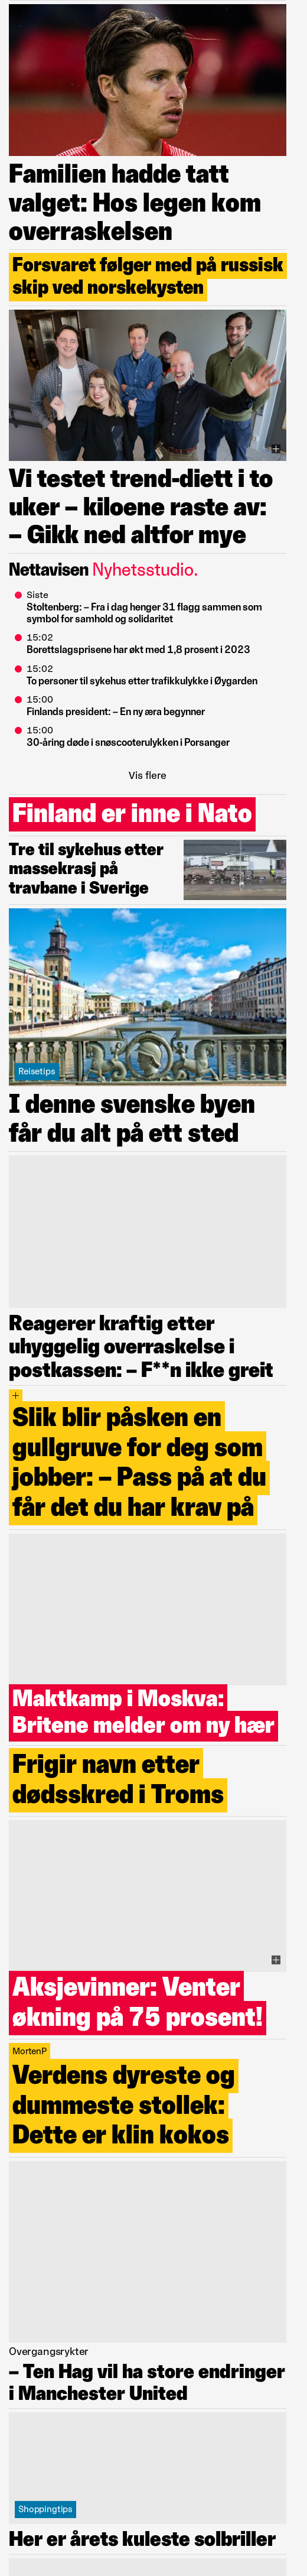 Familien hadde tatt
valget: Hos legen kom
overraskelsen
Forsvaret følger med på russisk
skip ved norskekysten
Vi testet trend-diett i to
uker – kiloene raste av:
– Gikk ned altfor mye
Nettavisen Nyhetsstudio.
Siste
Stoltenberg: – Fra i dag henger 31 flagg sammen som
symbol for samhold og solidaritet
15:02
Borettslagsprisene har økt med 1,8 prosent i 2023
15:02
To personer til sykehus etter trafikkulykke i Øygarden
15:00
Finlands president: – En ny æra begynner
15:00
30-åring døde i snøscooterulykken i Porsanger
Vis flere
Finland er inne i Nato
Tre til sykehus etter
massekrasj på
travbane i Sverige
Reisetips
I denne svenske byen
får du alt på ett sted
Reagerer kraftig etter
uhyggelig overraskelse i
postkassen: – F**n ikke greit
Slik blir påsken en
gullgruve for deg som
jobber: – Pass på at du
får det du har krav på
Maktkamp i Moskva:
Britene melder om ny hær
Frigir navn etter
dødsskred i Troms
Aksjevinner: Venter
økning på 75 prosent!
MortenP
Verdens dyreste og
dummeste stollek:
Dette er klin kokos
Overgangsrykter
– Ten Hag vil ha store endringer
i Manchester United
Shoppingtips
Her er årets kuleste solbriller